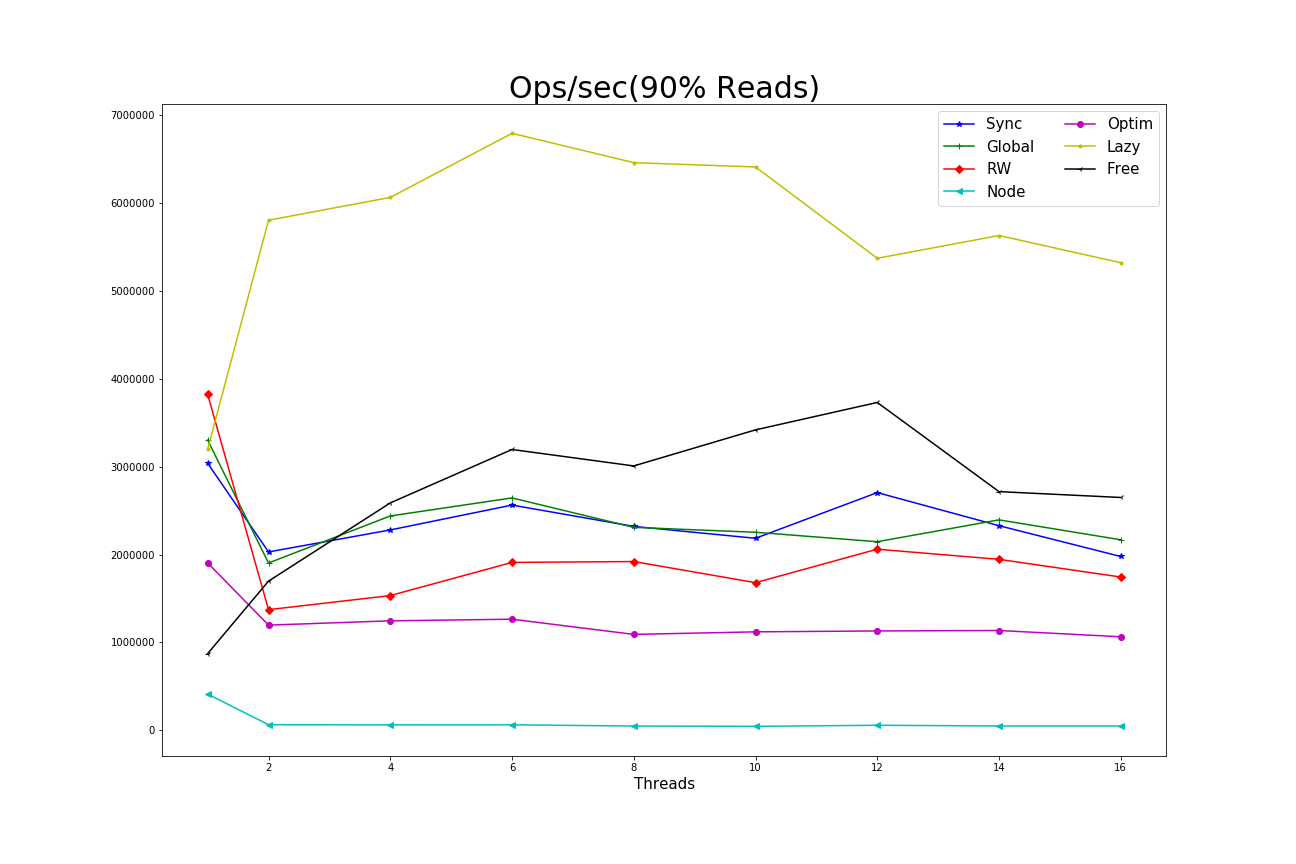 Ops/sec(90% Reads)
7000000
6000000
5000000
4000000
3000000
2000000
1000000
0
Sync
Global
RW
Node
Optim
Lazy
Free
2 4 6 8 10 12 14 16
Threads